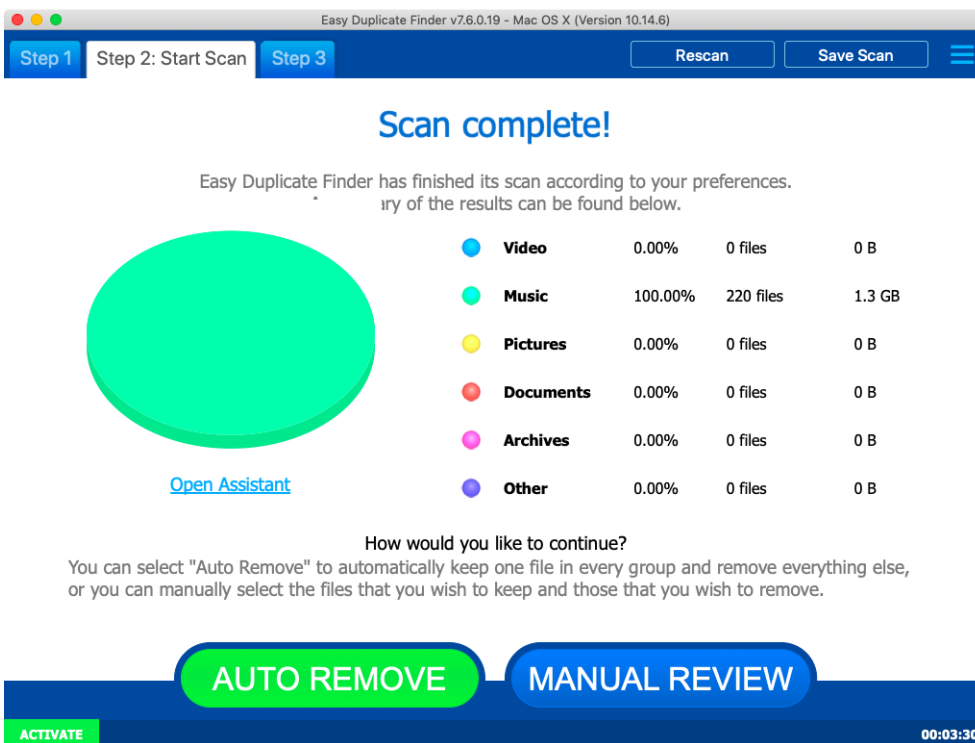 Easy Duplicate Finder v7.6.0.19 - Mac OS X (Version 10.14.6)
Step 1 Step 2: Start Scan Step 3 Rescan Save Scan
Scan complete!
Easy Duplicate Finder has finished its scan according to your preferences.
of the results can be found below.
Video 0.00% 0 files 0 B
Music 100.00% 220 files 1.3 GB
Pictures 0.00% 0 files 0 B
Documents 0.00% 0 files 0 B
Archives 0.00% 0 files 0 B
Open Assistant
Other 0.00% 0 files 0 B
How would you like to continue?
You can select "Auto Remove" to automatically keep one file in every group and remove everything else,
or you can manually select the files that you wish to keep and those that you wish to remove.
AUTO REMOVE MANUAL REVIEW
ACTIVATE 00:03:30